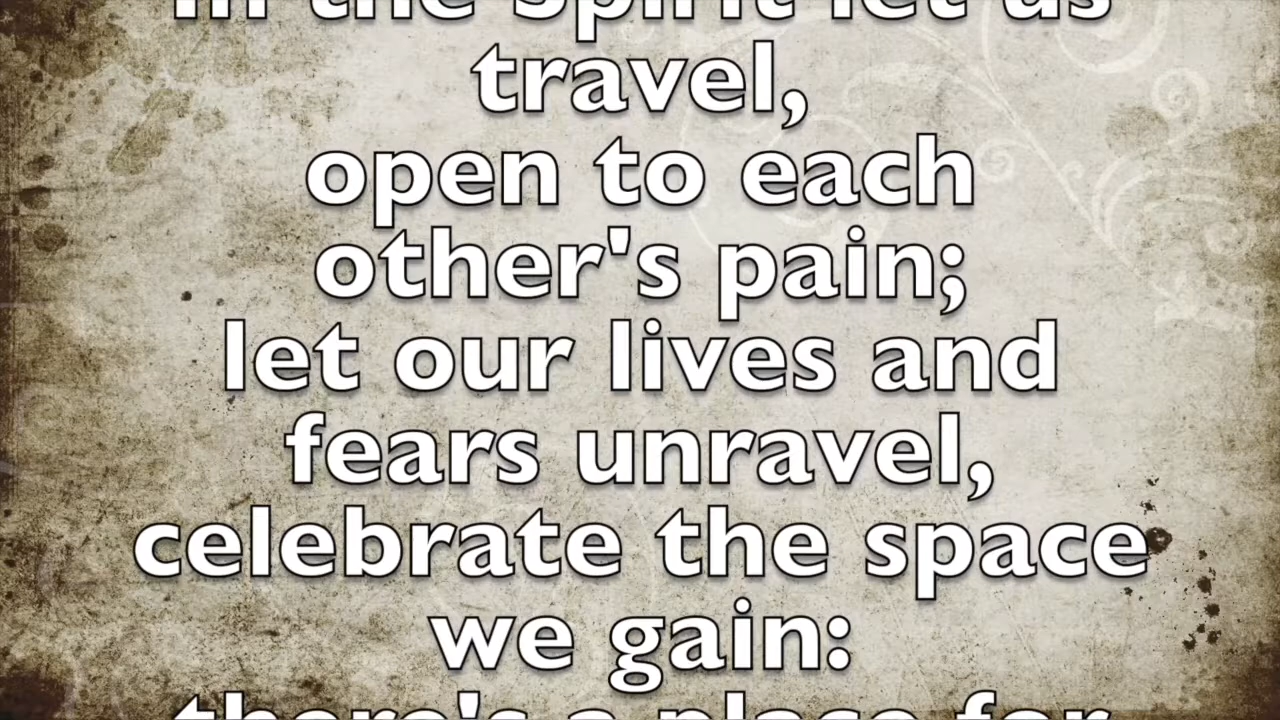 in the Spirit let us
travel,
open to each
other's pain;
let our lives and
fears unravel,
celebrate the space
we gain:
there's a place for